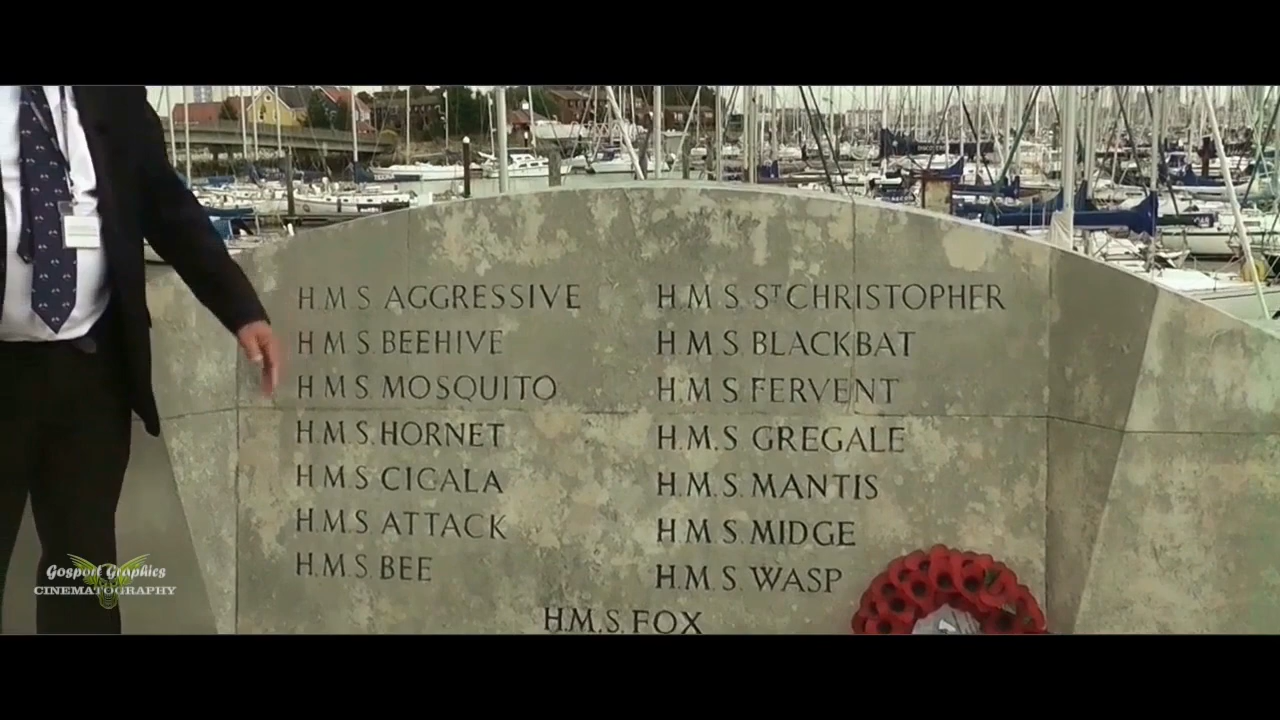 H.M.S. AGGRESSIVE
H.M.S. BEEHIVE
H.M.S. MOSQUITO
H.M.S. HORNET
H.M.S. CICALA
H.M.S. ATTACK
H.M.S. BEE
H.M.S. ST CHRISTOPHER
H.M.S. BLACKBAT
H.M.S. FERVENT
H.M.S. GREGALE
H.M.S. MANTIS
H.M.S. MIDGE
H.M.S. WASP
H.M.S. FOX
Gosport Graphics
CINEMATOGRAPHY